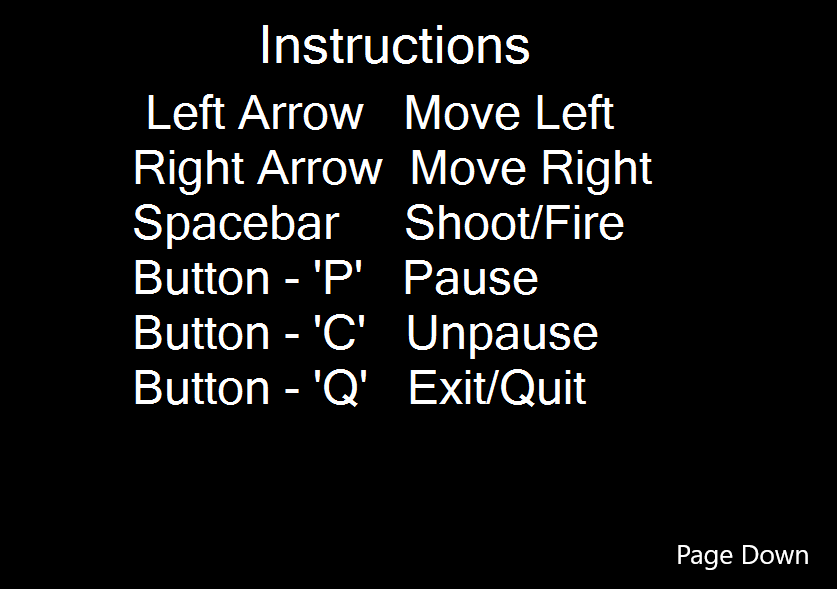 Instructions
Left Arrow Move Left
Right Arrow Move Right
Spacebar Shoot/Fire
Button - 'P' Pause
Button - 'C' Unpause
Button - 'Q' Exit/Quit
Page Down